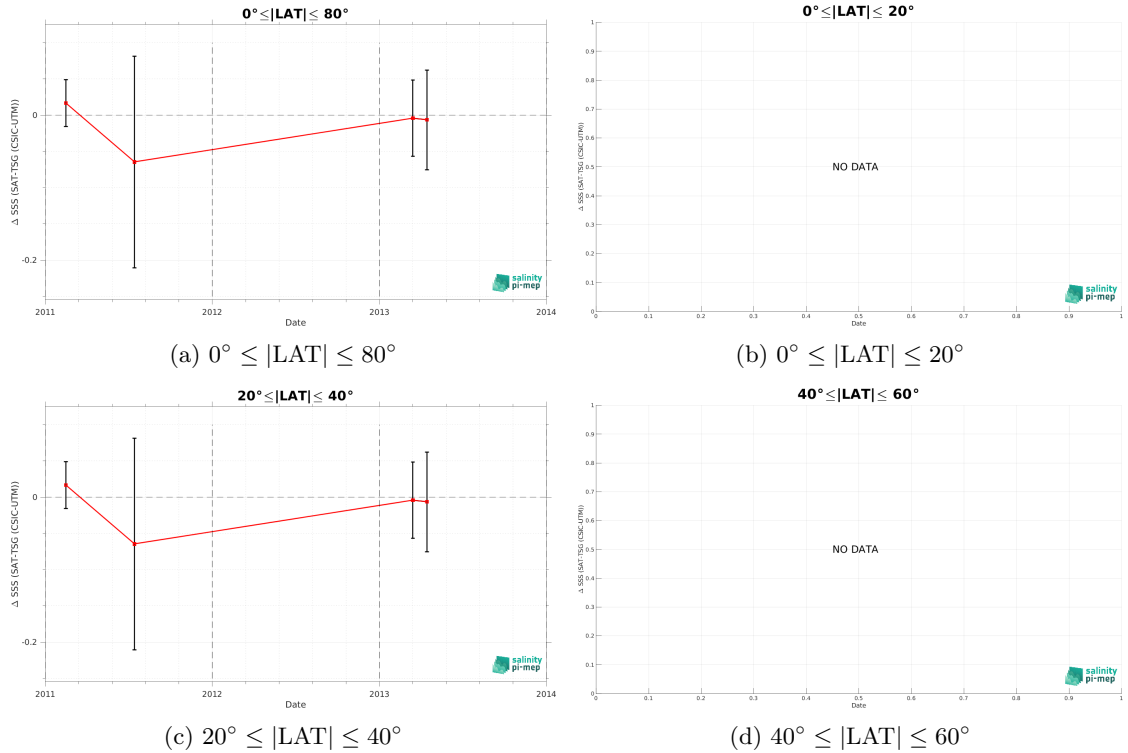 0°≤|LAT|≤ 80°
Δ SSS (SAT-TSG (CSIC-UTM))
0
-0.2
2011 2012 2013 2014
Date
salinity
pi-mep
(a) 0° ≤ |LAT| ≤ 80°
0°≤|LAT|≤ 20°
Δ SSS (SAT-TSG (CSIC-UTM))
1
0.9
0.8
0.7
0.6
0.5
0.4
0.3
0.2
0.1
0
NO DATA
salinity
pi-mep
0 0.1 0.2 0.3 0.4 0.5 0.6 0.7 0.8 0.9 1
Date
(b) 0° ≤ |LAT| ≤ 20°
20°≤|LAT|≤ 40°
Δ SSS (SAT-TSG (CSIC-UTM))
0
-0.2
2011 2012 2013 2014
Date
salinity
pi-mep
(c) 20° ≤ |LAT| ≤ 40°
40°≤|LAT|≤ 60°
Δ SSS (SAT-TSG (CSIC-UTM))
1
0.9
0.8
0.7
0.6
0.5
0.4
0.3
0.2
0.1
0
NO DATA
salinity
pi-mep
0 0.1 0.2 0.3 0.4 0.5 0.6 0.7 0.8 0.9 1
Date
(d) 40° ≤ |LAT| ≤ 60°